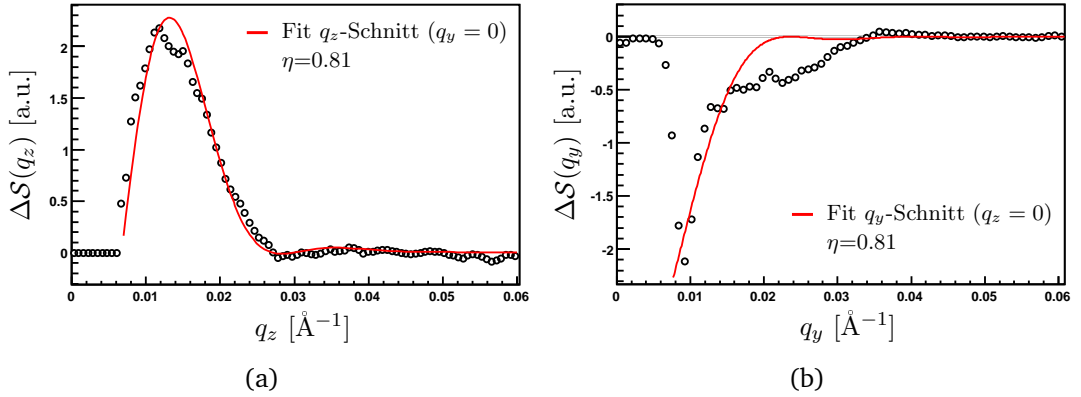 ΔS(q_z) [a.u.]
2
1.5
1
0.5
0
Fit q_z-Schnitt (q_y = 0)
η=0.81
0 0.01 0.02 0.03 0.04 0.05 0.06
q_z [Å⁻¹]
(a)
ΔS(q_y) [a.u.]
0
-0.5
-1
-1.5
-2
Fit q_y-Schnitt (q_z = 0)
η=0.81
0 0.01 0.02 0.03 0.04 0.05 0.06
q_y [Å⁻¹]
(b)